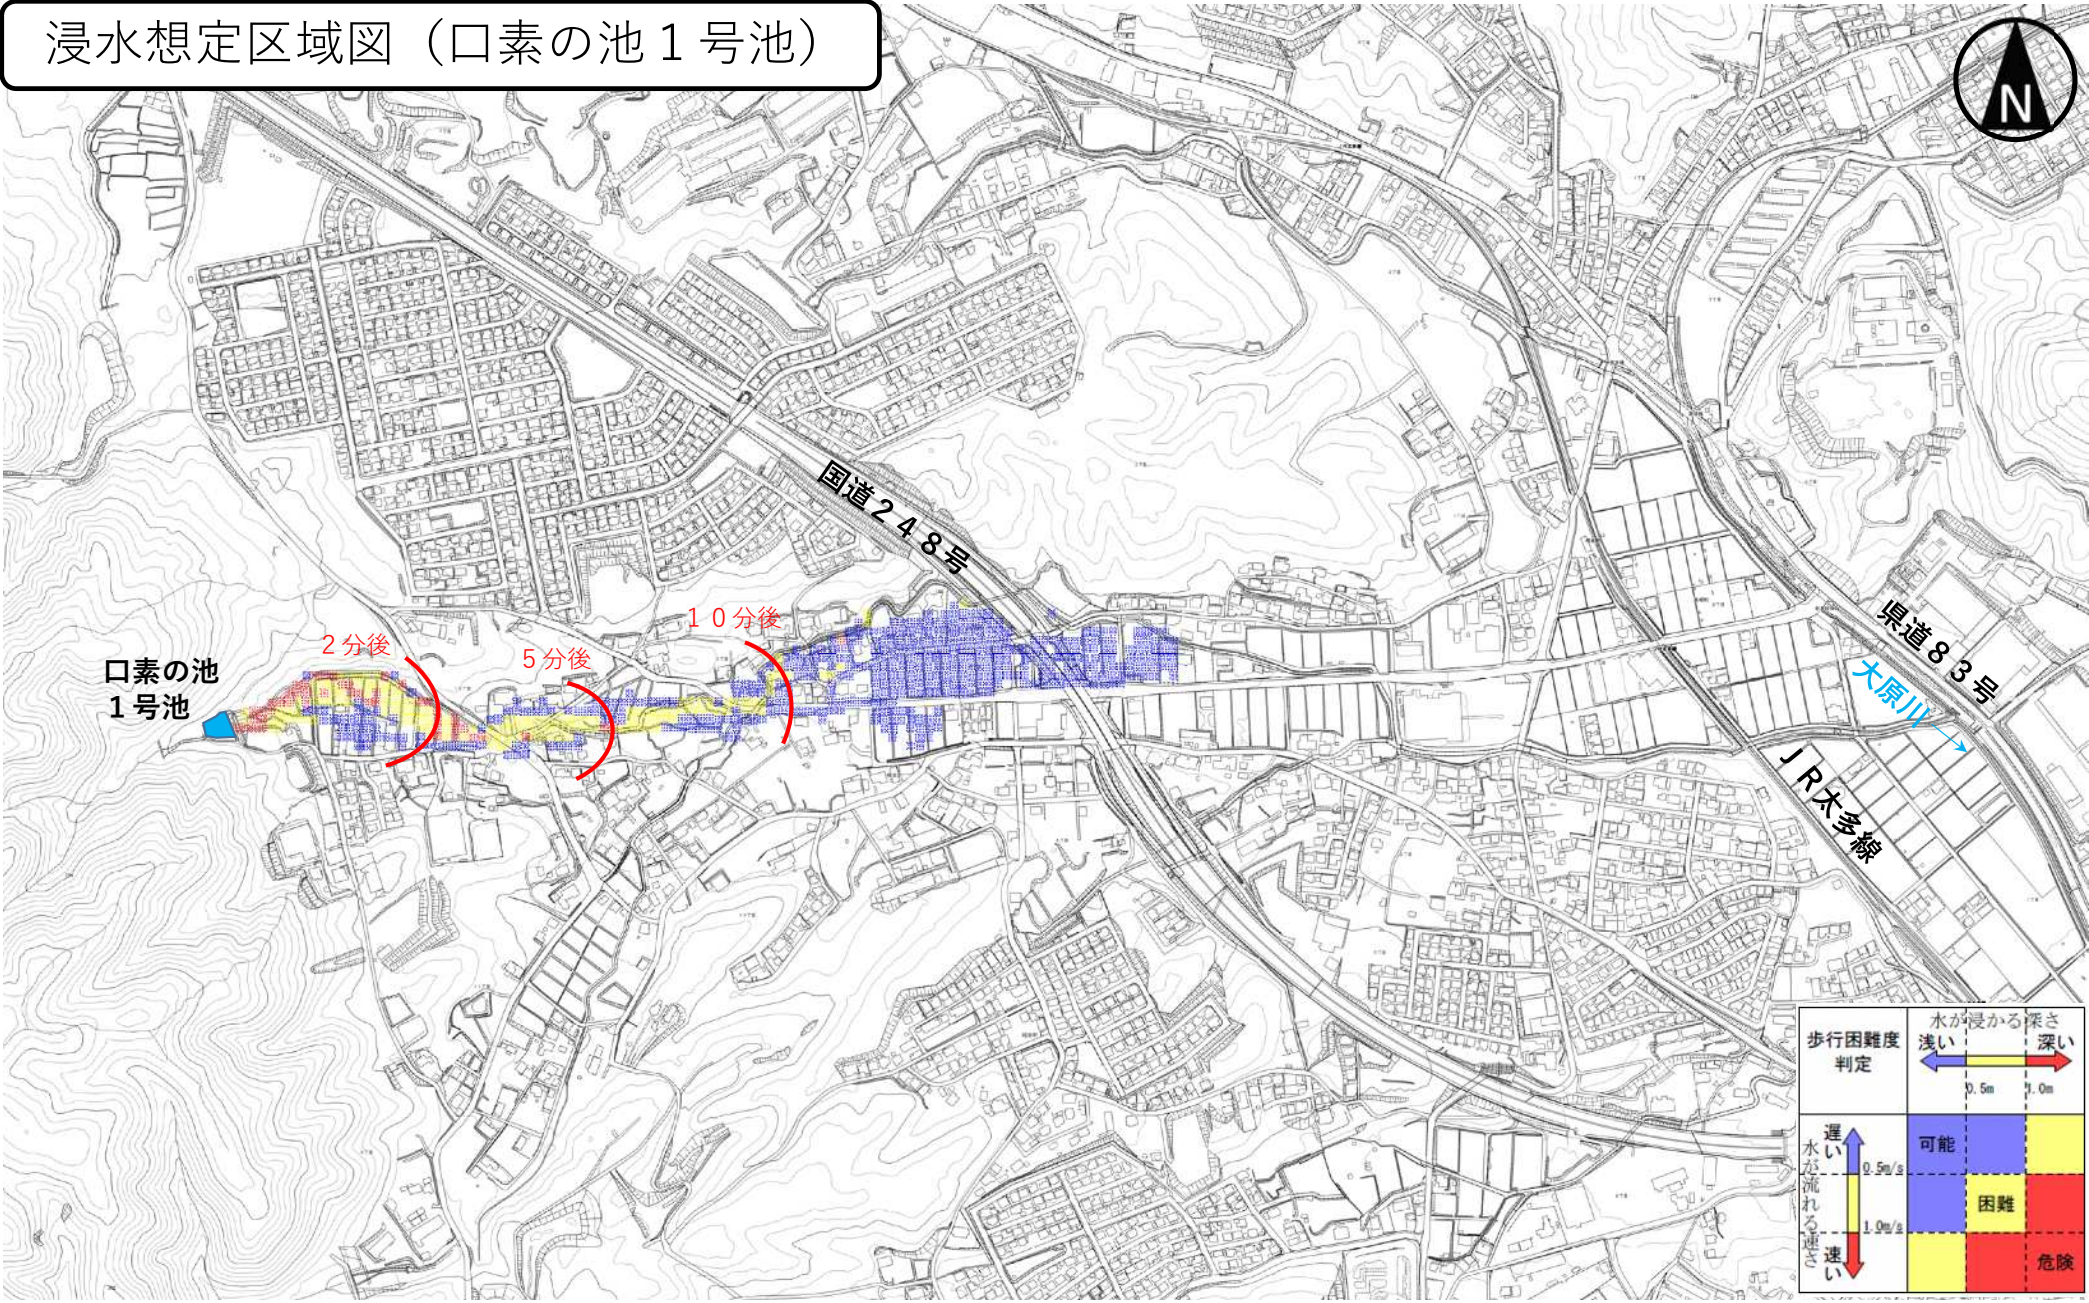 浸水想定区域図（口素の池１号池）
N
国道２４８号
１０分後
２分後
５分後
口素の池
１号池
県道８３号
大原川
ＪＲ太多線
歩行困難度
判定
水が浸かる深さ
浅い
深い
0.5m
1.0m
水が流れる速さ
遅い
0.5m/s
1.0m/s
速い
可能
困難
危険